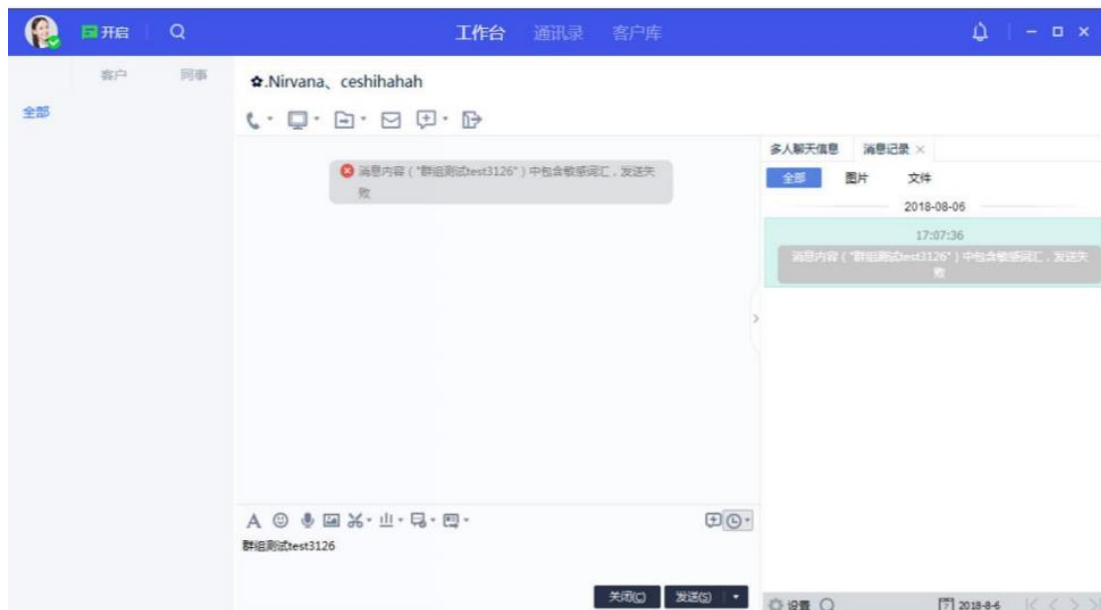 开启
工作台 通讯录 客户库
客户 同事
✿.Nirvana、ceshihahah
全部
多人聊天信息 消息记录
消息内容（"群组测试test3126"）中包含敏感词汇，发送失
败
全部 图片 文件
2018-08-06
17:07:36
消息内容（"群组测试test3126"）中包含敏感词汇，发送失
败
群组测试test3126
关闭(C) 发送(S)
设置 2018-8-6